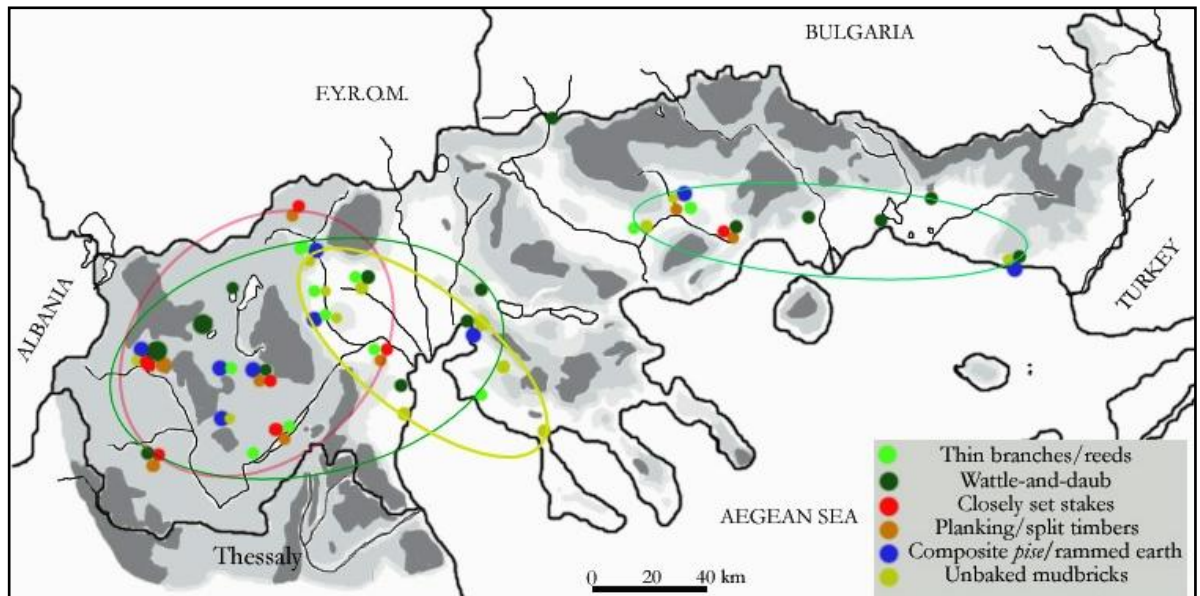 BULGARIA
F.Y.R.O.M.
ALBANIA
TURKEY
Thin branches/reeds
Wattle-and-daub
Closely set stakes
AEGEAN SEA
Planking/split timbers
Thessaly
Composite pise/rammed earth
Unbaked mudbricks
0 20 40 km